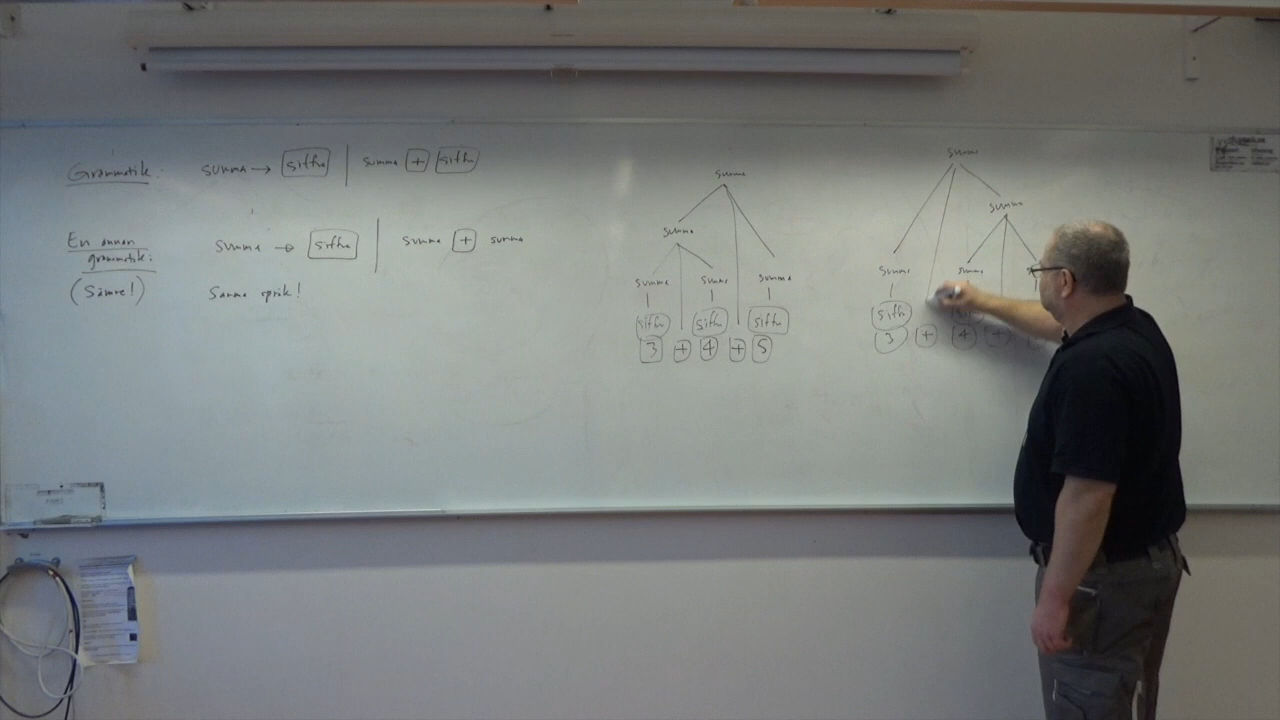 Grammatik: summa → siffra | summa + siffra
En annan grammatik: summa → siffra | summa + summa
(Sämre!) Samma språk!
summa
summa
summa summa summa
siffra siffra siffra
3 + 4 + 5
summa
summa
summa summa
siffra
3 + 4 +